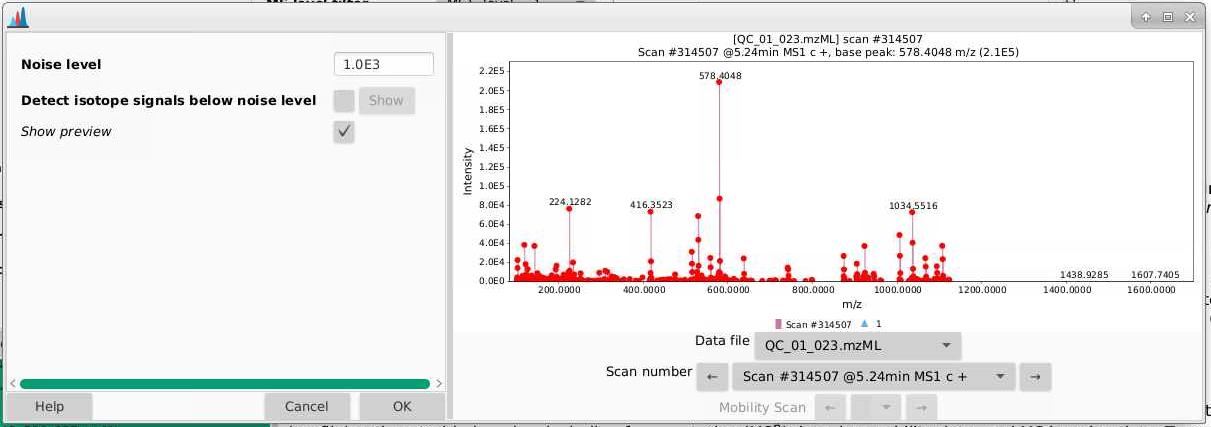 Noise level
1.0E3
Detect isotope signals below noise level
Show
Show preview
[QC_01_023.mzML] scan #314507
Scan #314507 @5.24min MS1 c +, base peak: 578.4048 m/z (2.1E5)
Intensity
2.2E5
2.0E5
1.8E5
1.6E5
1.4E5
1.2E5
1.0E5
8.0E4
6.0E4
4.0E4
2.0E4
0.0E0
578.4048
224.1282
416.3523
1034.5516
1438.9285
1607.7405
200.0000 400.0000 600.0000 800.0000 1000.0000 1200.0000 1400.0000 1600.0000
m/z
Scan #314507 1
Data file
QC_01_023.mzML
Scan number
← Scan #314507 @5.24min MS1 c + →
Mobility Scan ← →
Help
Cancel
OK